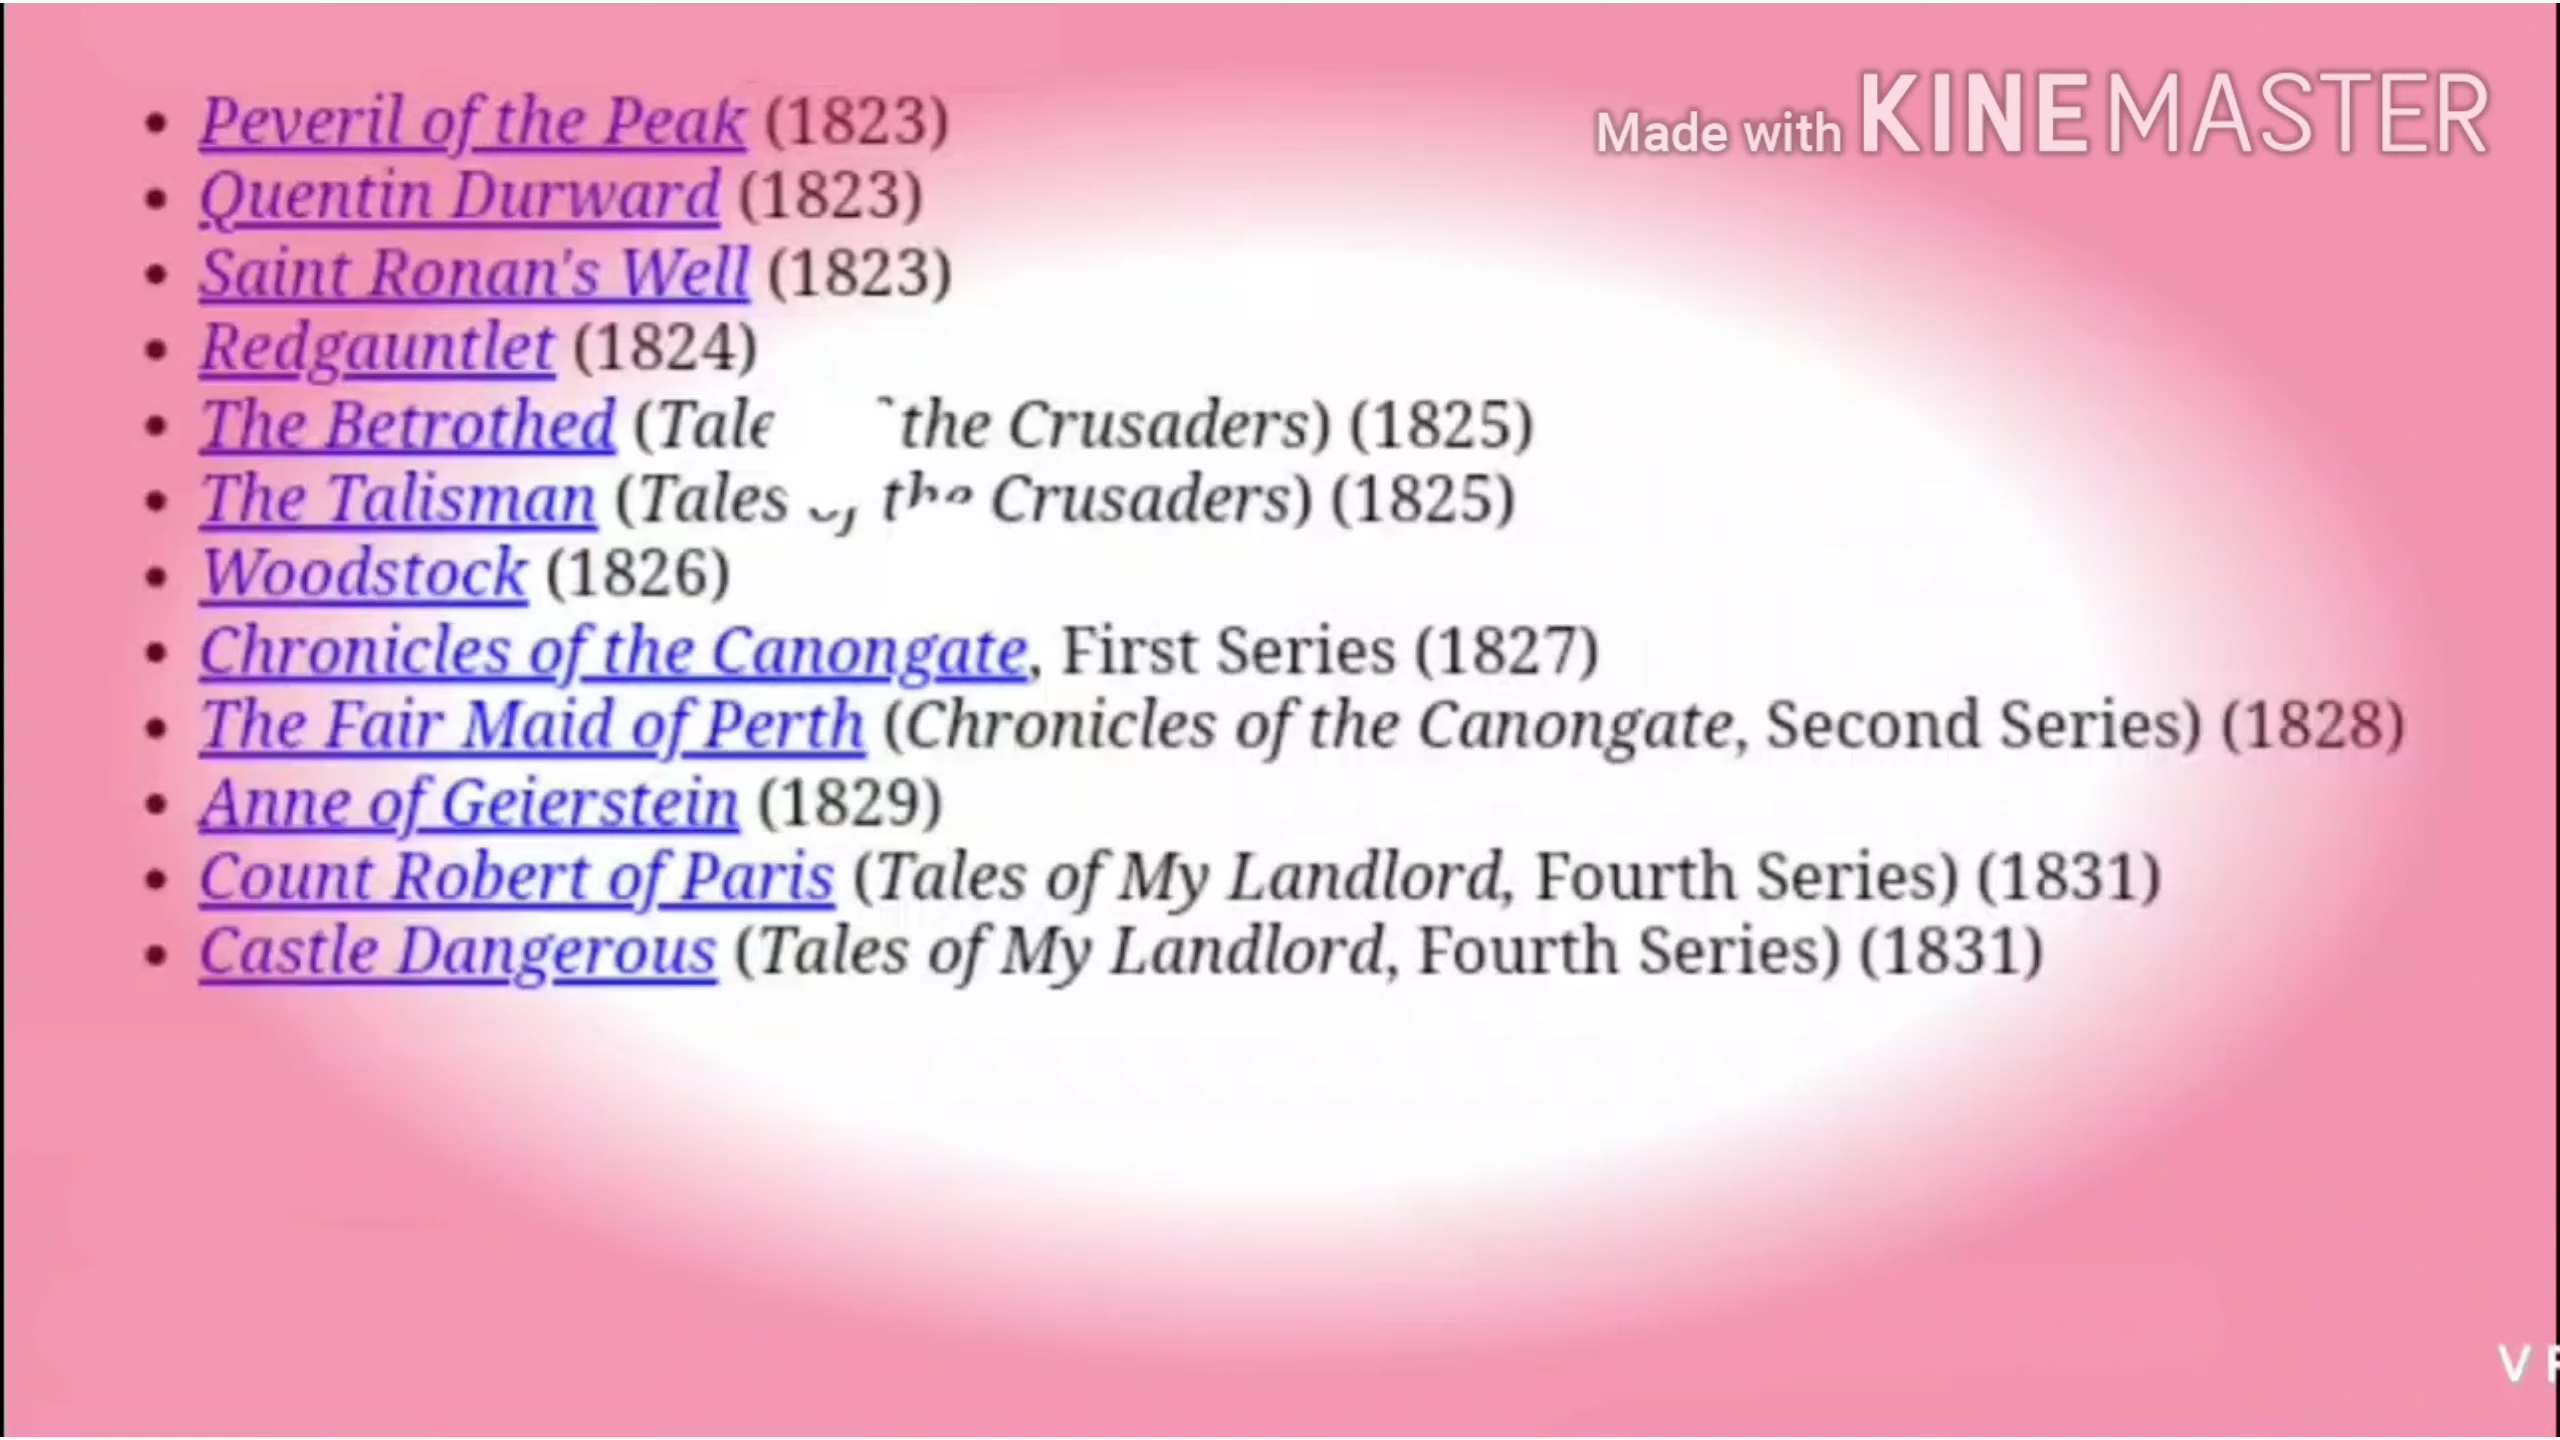 Made with KINEMASTER
• Peveril of the Peak (1823)
• Quentin Durward (1823)
• Saint Ronan's Well (1823)
• Redgauntlet (1824)
• The Betrothed (Tale the Crusaders) (1825)
• The Talisman (Tales of the Crusaders) (1825)
• Woodstock (1826)
• Chronicles of the Canongate, First Series (1827)
• The Fair Maid of Perth (Chronicles of the Canongate, Second Series) (1828)
• Anne of Geierstein (1829)
• Count Robert of Paris (Tales of My Landlord, Fourth Series) (1831)
• Castle Dangerous (Tales of My Landlord, Fourth Series) (1831)
V